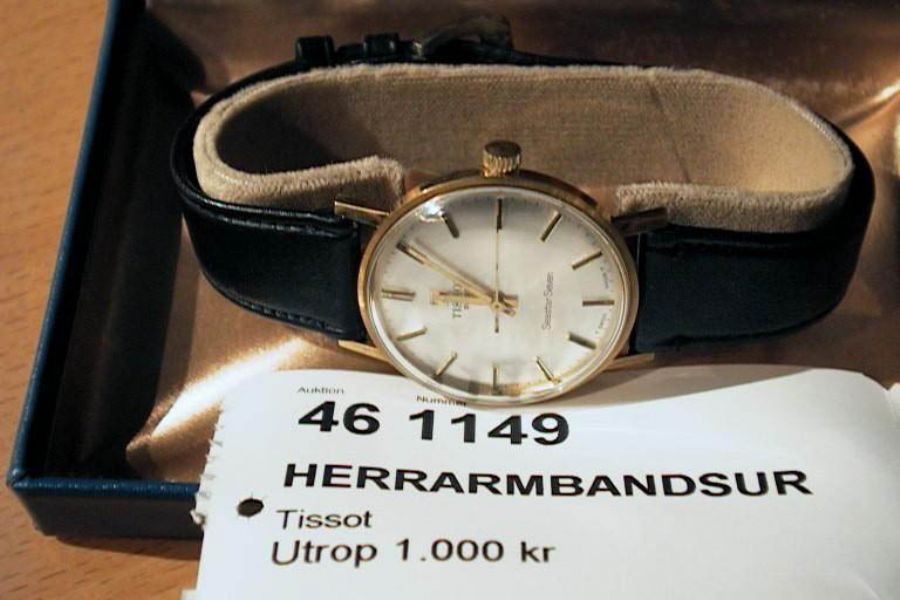 TISSOT
Seastar Seven
Auktion
Nummer
46 1149
HERRARMBANDSUR
Tissot
Utrop 1.000 kr